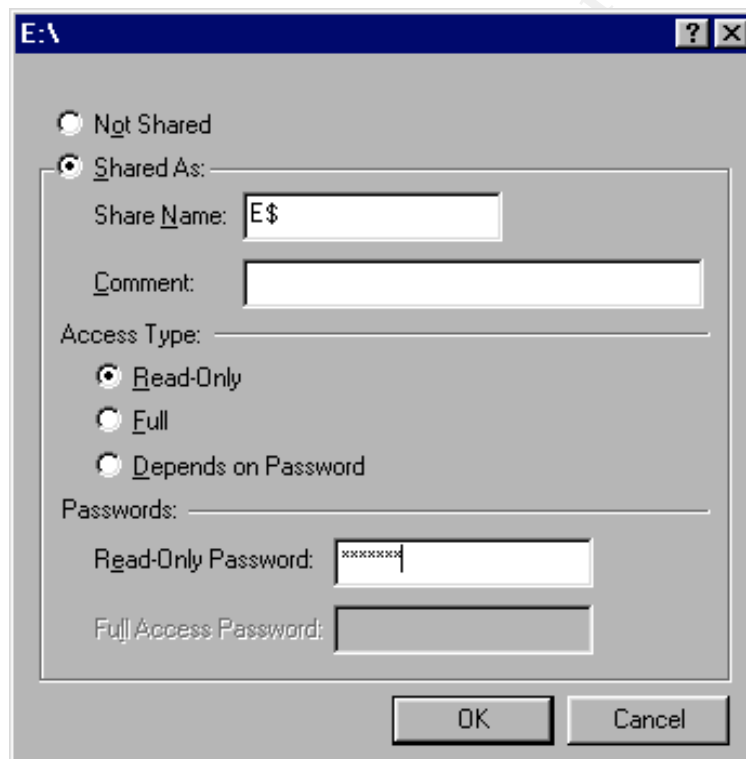 E:\
Not Shared
Shared As:
Share Name: E$
Comment:
Access Type:
Read-Only
Full
Depends on Password
Passwords:
Read-Only Password: *******
Full Access Password:
OK Cancel